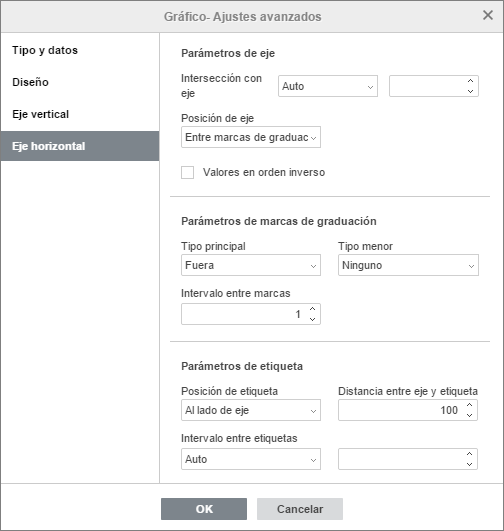 Gráfico- Ajustes avanzados
Tipo y datos
Diseño
Eje vertical
Eje horizontal
Parámetros de eje
Intersección con eje
Auto
Posición de eje
Entre marcas de graduac
Valores en orden inverso
Parámetros de marcas de graduación
Tipo principal
Tipo menor
Fuera
Ninguno
Intervalo entre marcas
1
Parámetros de etiqueta
Posición de etiqueta
Distancia entre eje y etiqueta
Al lado de eje
100
Intervalo entre etiquetas
Auto
OK
Cancelar